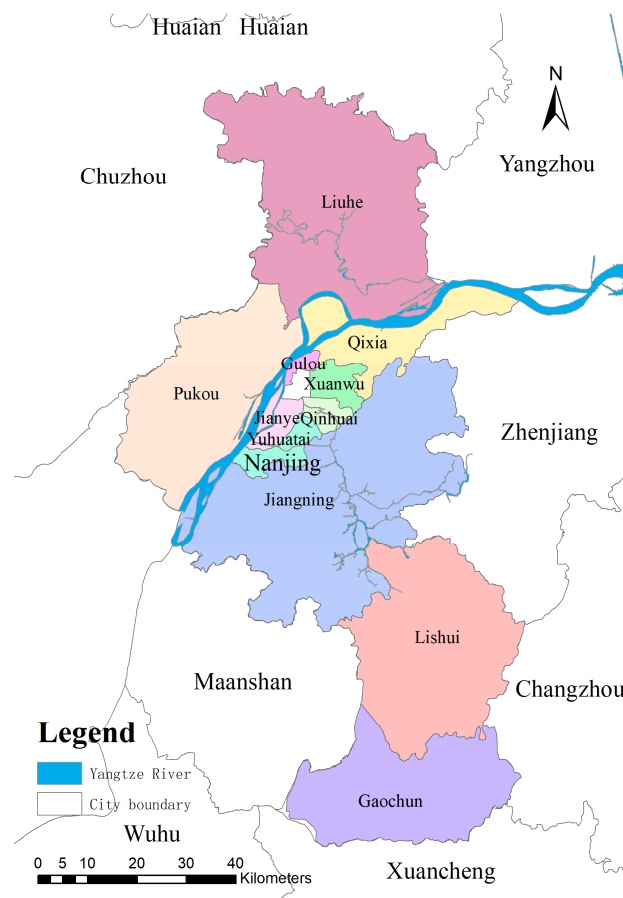 Huaian Huaian
N
Yangzhou
Chuzhou
Liuhe
Qixia
Gulou
Xuanwu
Pukou
Jianye
Qinhuai
Yuhuatai
Zhenjiang
Nanjing
Jiangning
Lishui
Maanshan
Changzhou
Legend
Yangtze River
City boundary
Gaochun
Wuhu
Xuancheng
0 5 10 20 30 40
Kilometers